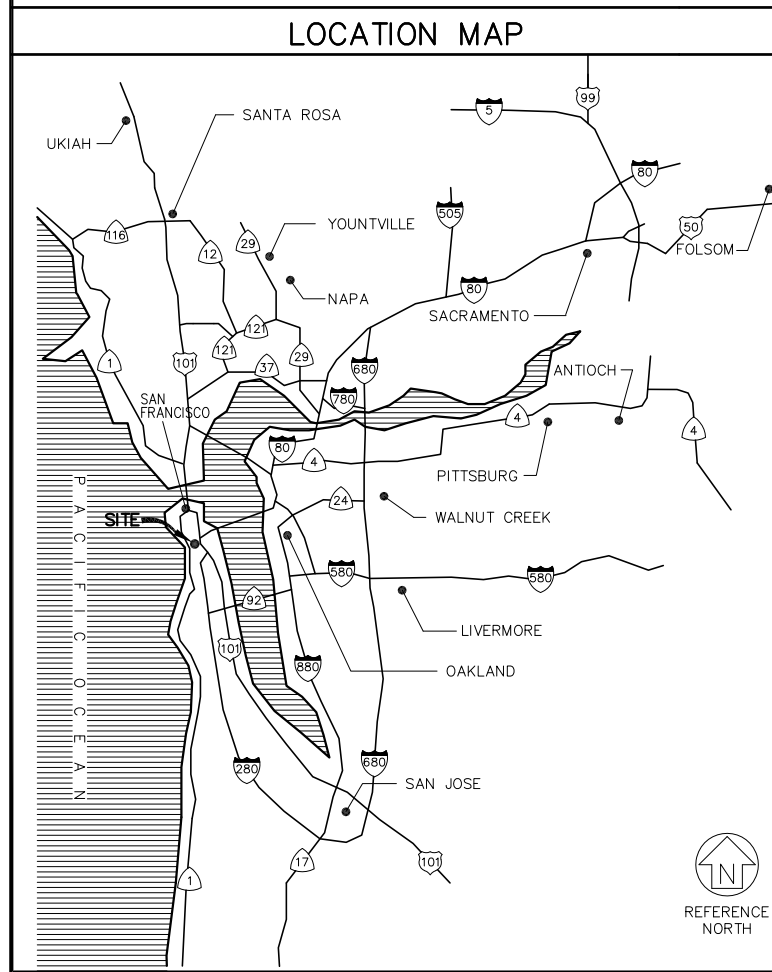 LOCATION MAP
99
5
SANTA ROSA
UKIAH
80
505
50
116
12
29
YOUNTVILLE
FOLSOM
NAPA
80
SACRAMENTO
121
1
101
121
37
29
680
ANTIOCH
780
SAN
FRANCISCO
4
4
80
4
PITTSBURG
24
WALNUT CREEK
SITE
580
580
92
LIVERMORE
101
880
OAKLAND
PACIFIC OCEAN
280
680
SAN JOSE
17
101
1
N
REFERENCE
NORTH